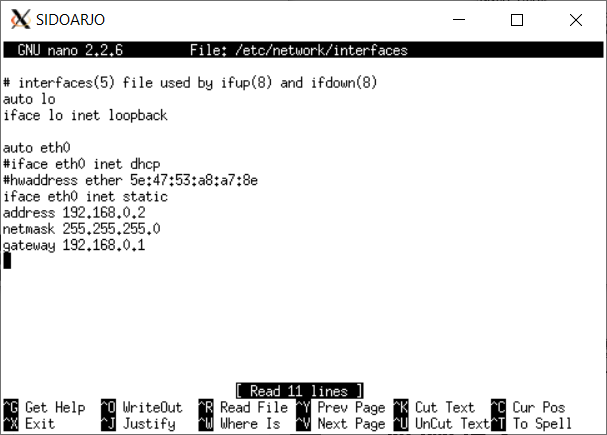 SIDOARJO
GNU nano 2.2.6 File: /etc/network/interfaces
# interfaces(5) file used by ifup(8) and ifdown(8)
auto lo
iface lo inet loopback
auto eth0
#iface eth0 inet dhcp
#hwaddress ether 5e:47:53:a8:a7:8e
iface eth0 inet static
address 192.168.0.2
netmask 255.255.255.0
gateway 192.168.0.1
[ Read 11 lines ]
^G Get Help ^O WriteOut ^R Read File ^Y Prev Page ^K Cut Text ^C Cur Pos
^X Exit ^J Justify ^W Where Is ^V Next Page ^U UnCut Text ^T To Spell